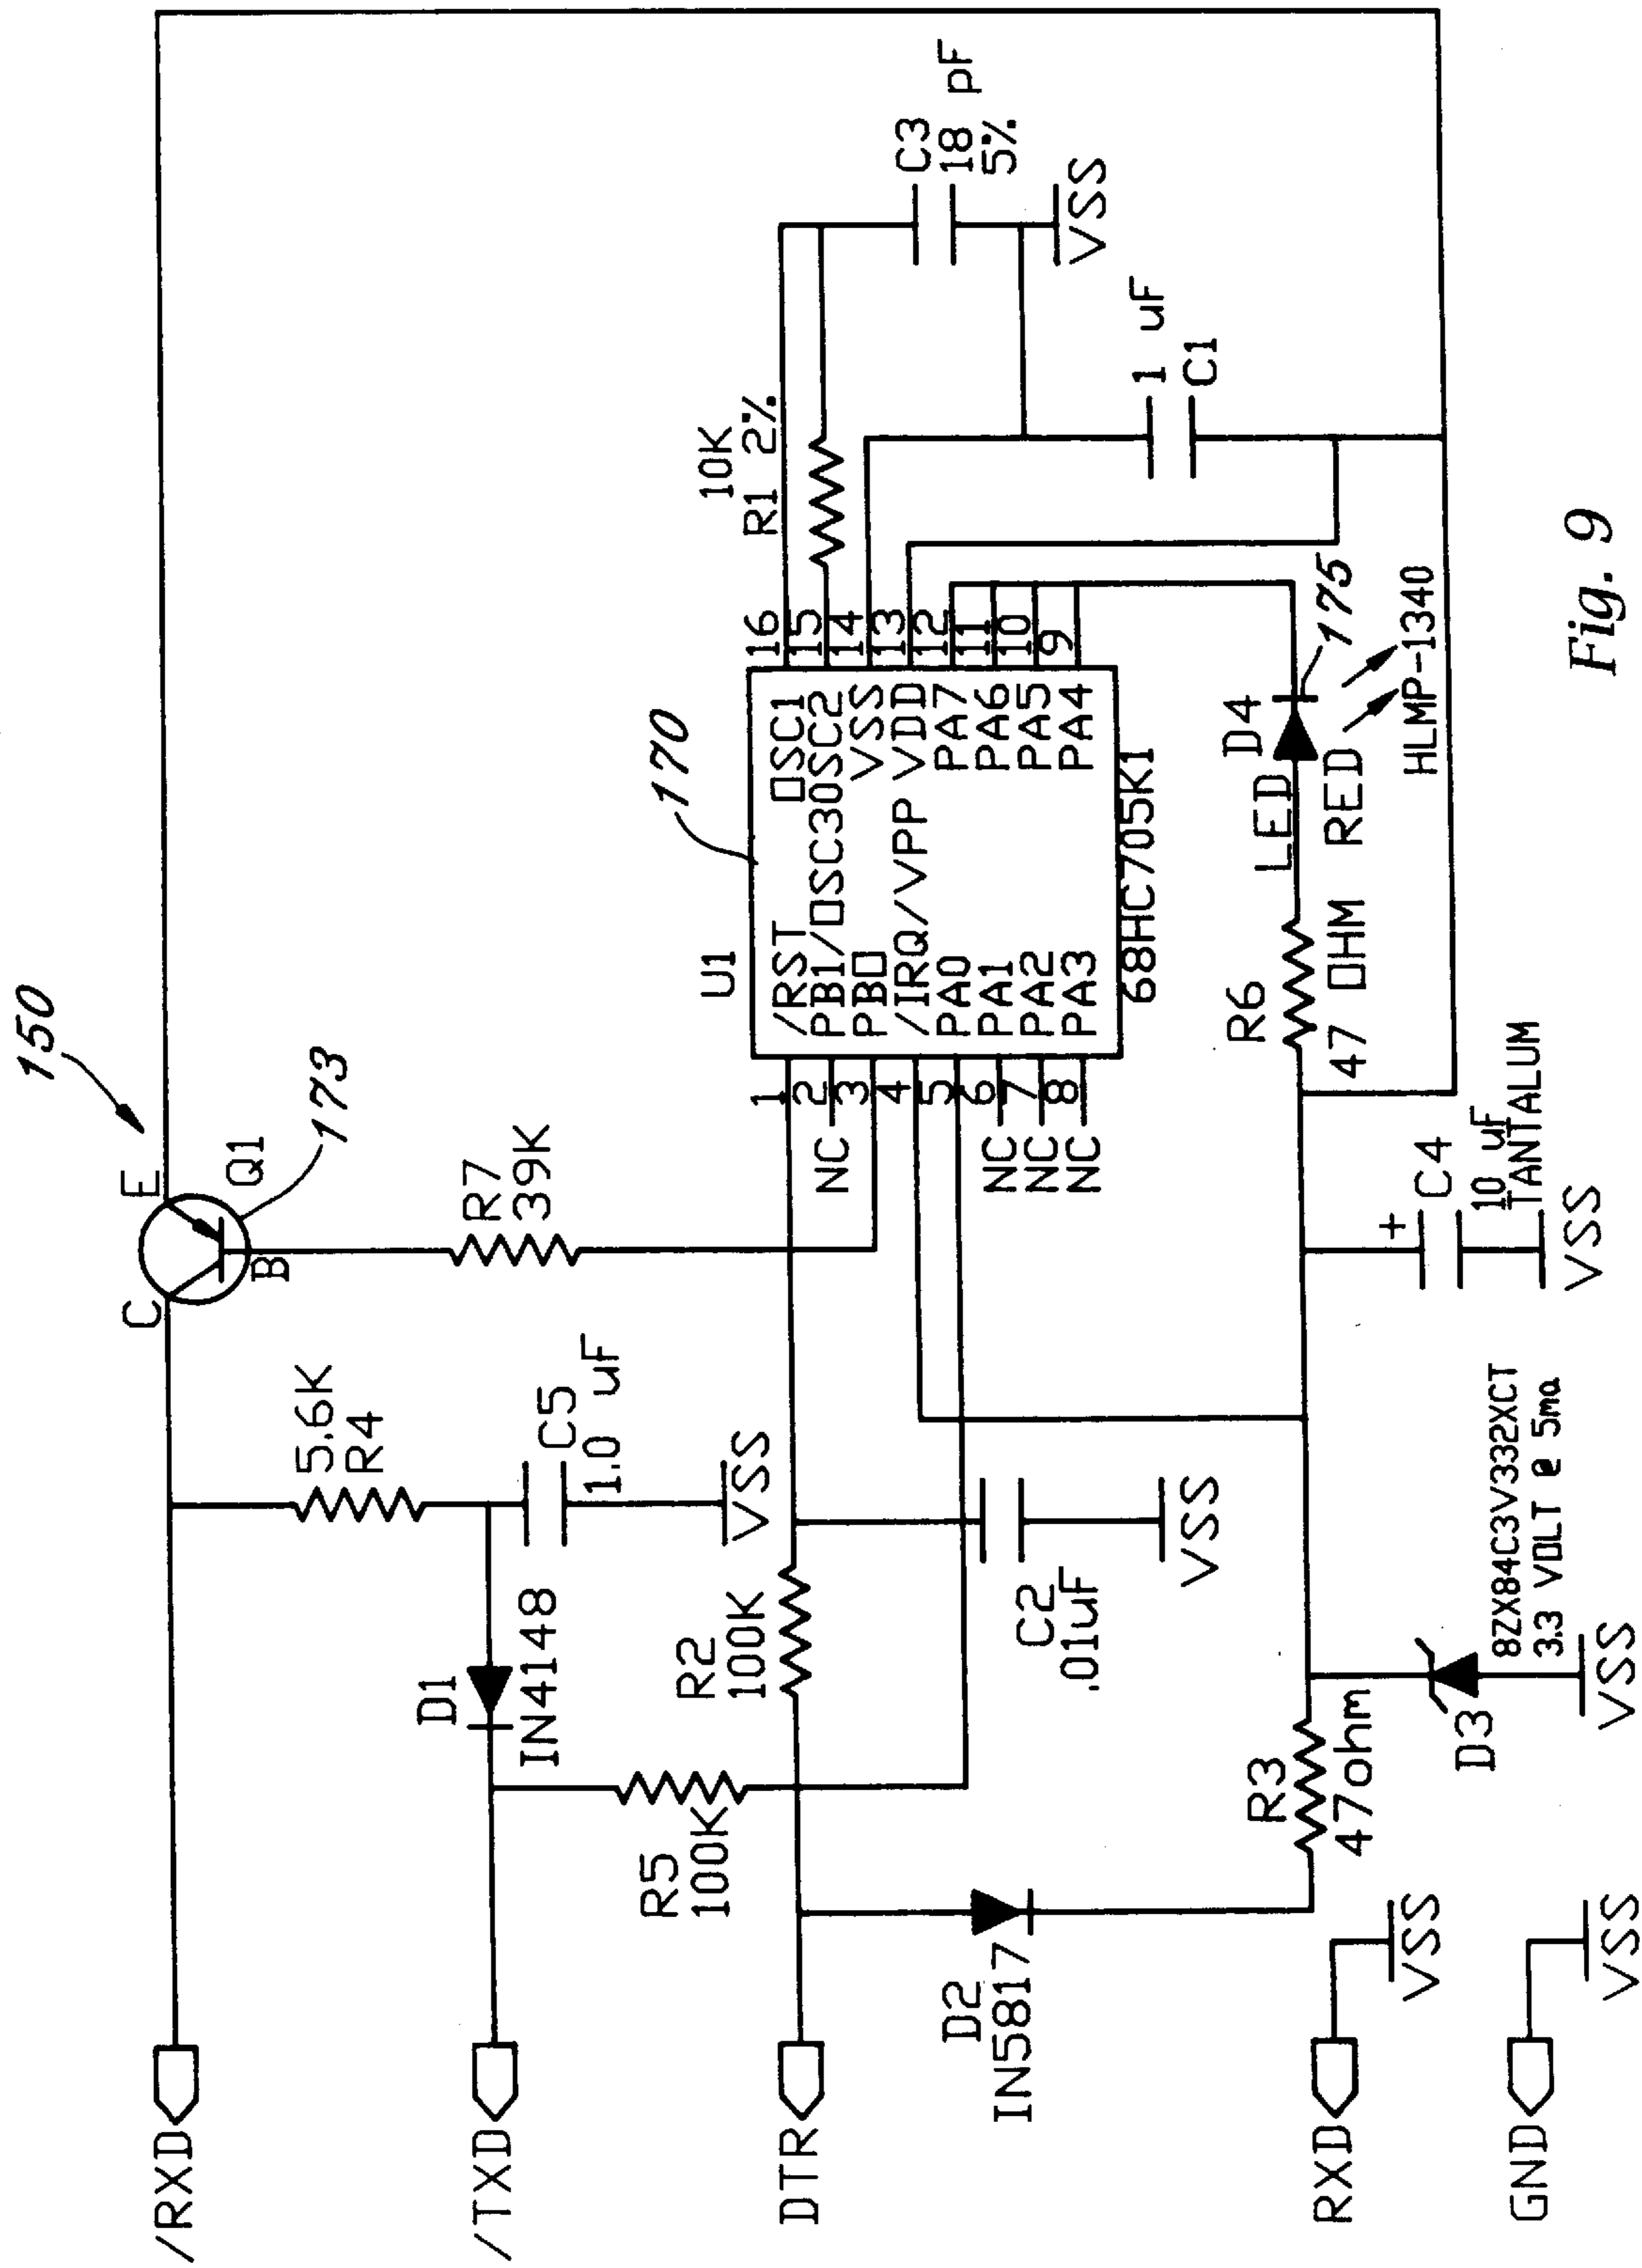 150
E
C
B
Q1
173
/RXD
5.6K
R4
R7
39K
C5
1.0 uF
VSS
D1
IN4148
/TXD
R5
100K
R2
100K
DTR
C2
.01uF
VSS
D2
IN5817
1
2
NC
3
4
5
6
NC
7
NC
8
NC
U1
170
/RST
OSC1
PB1/OSC3
OSC2
PB0
VSS
/IRQ/VPP
VDD
PA0
PA7
PA1
PA6
PA2
PA5
PA3
PA4
68HC705K1
16
15
14
13
12
11
10
9
10K
R1 2%
C3
18 pF
5%
VSS
1 uF
C1
D4
LED
RED
175
HLMP-1340
R6
47 OHM
+
C4
10 uF
TANTALUM
VSS
R3
47ohm
D3
8ZX84C3V332XCT
3.3 VOLT @ 5ma
VSS
RXD
VSS
GND
VSS
Fig. 9